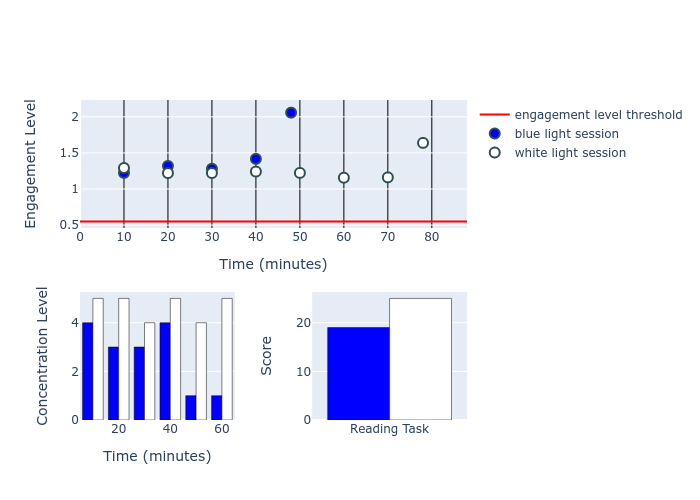 Engagement Level
2
1.5
1
0.5
0 10 20 30 40 50 60 70 80
Time (minutes)
engagement level threshold
blue light session
white light session
Concentration Level
4
2
0
20 40 60
Time (minutes)
Score
20
10
0
Reading Task